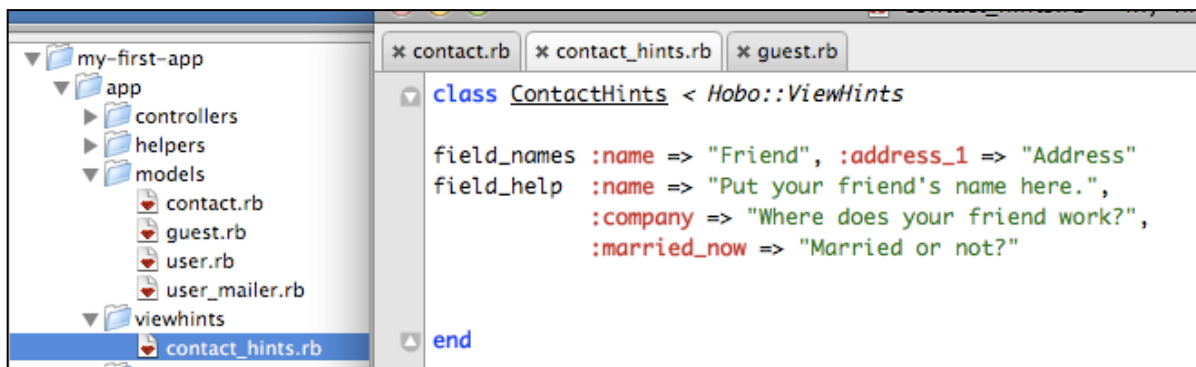 my-first-app
app
controllers
helpers
models
contact.rb
guest.rb
user.rb
user_mailer.rb
viewhints
contact_hints.rb
contact.rb
contact_hints.rb
guest.rb
class ContactHints < Hobo::ViewHints
field_names :name => "Friend", :address_1 => "Address"
field_help :name => "Put your friend's name here.",
:company => "Where does your friend work?",
:married_now => "Married or not?"
end